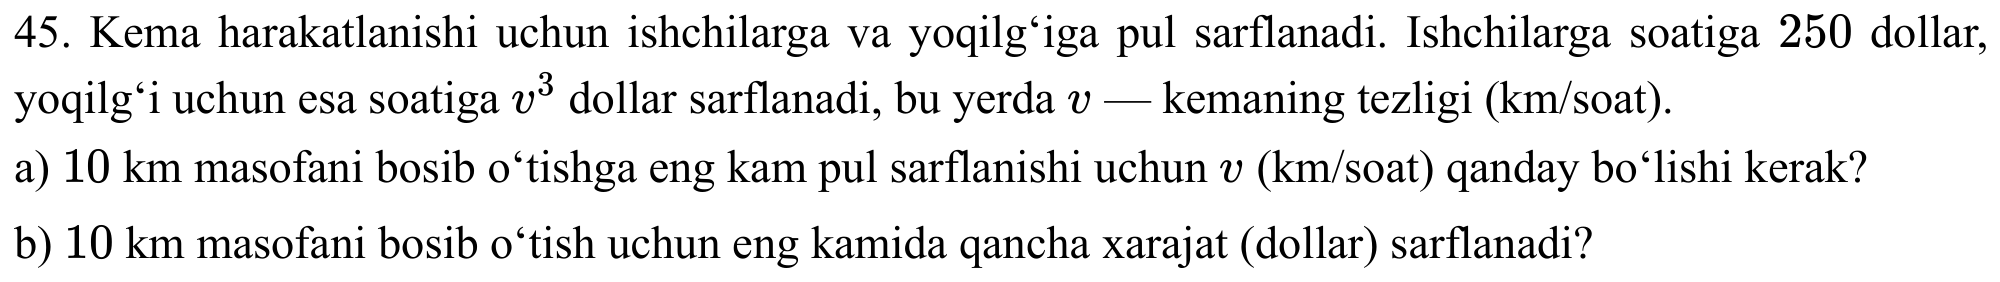 45. Kema harakatlanishi uchun ishchilarga va yoqilg‘iga pul sarflanadi. Ishchilarga soatiga 250 dollar,
yoqilg‘i uchun esa soatiga v³ dollar sarflanadi, bu yerda v — kemaning tezligi (km/soat).
a) 10 km masofani bosib o‘tishga eng kam pul sarflanishi uchun v (km/soat) qanday bo‘lishi kerak?
b) 10 km masofani bosib o‘tish uchun eng kamida qancha xarajat (dollar) sarflanadi?